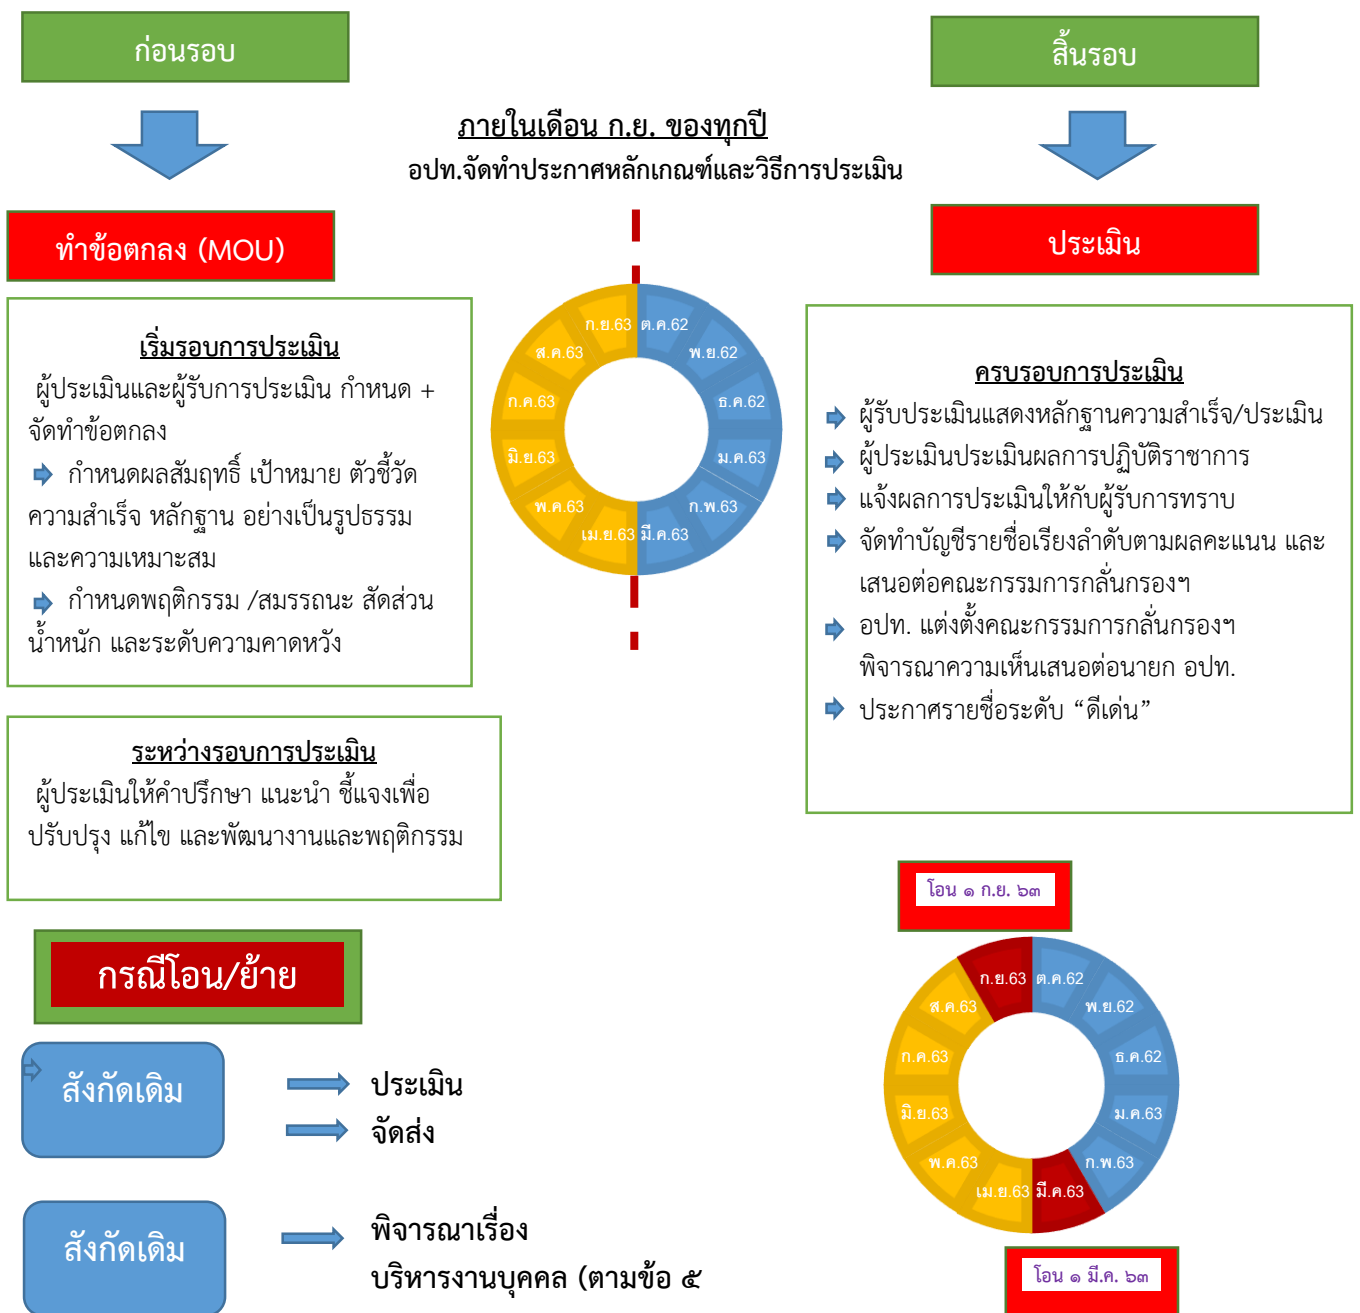 ก่อนรอบ
สิ้นรอบ
ภายในเดือน ก.ย. ของทุกปี
อปท.จัดทำประกาศหลักเกณฑ์และวิธีการประเมิน
ทำข้อตกลง (MOU)
ประเมิน
เริ่มรอบการประเมิน
ผู้ประเมินและผู้รับการประเมิน กำหนด +
จัดทำข้อตกลง
กำหนดผลสัมฤทธิ์ เป้าหมาย ตัวชี้วัด
ความสำเร็จ หลักฐาน อย่างเป็นรูปธรรม
และความเหมาะสม
กำหนดพฤติกรรม /สมรรถนะ สัดส่วน
น้ำหนัก และระดับความคาดหวัง
ก.ย.63 ต.ค.62
ส.ค.63 พ.ย.62
ก.ค.63 ธ.ค.62
มิ.ย.63 ม.ค.63
พ.ค.63 ก.พ.63
เม.ย.63 มี.ค.63
ครบรอบการประเมิน
ผู้รับประเมินแสดงหลักฐานความสำเร็จ/ประเมิน
ผู้ประเมินประเมินผลการปฏิบัติราชาการ
แจ้งผลการประเมินให้กับผู้รับการทราบ
จัดทำบัญชีรายชื่อเรียงลำดับตามผลคะแนน และ
เสนอต่อคณะกรรมการกลั่นกรองฯ
อปท. แต่งตั้งคณะกรรมการกลั่นกรองฯ
พิจารณาความเห็นเสนอต่อนายก อปท.
ประกาศรายชื่อระดับ “ดีเด่น”
ระหว่างรอบการประเมิน
ผู้ประเมินให้คำปรึกษา แนะนำ ชี้แจงเพื่อ
ปรับปรุง แก้ไข และพัฒนางานและพฤติกรรม
กรณีโอน/ย้าย
สังกัดเดิม
ประเมิน
จัดส่ง
สังกัดเดิม
พิจารณาเรื่อง
บริหารงานบุคคล (ตามข้อ ๕
โอน ๑ ก.ย. ๖๓
ก.ย.63 ต.ค.62
ส.ค.63 พ.ย.62
ก.ค.63 ธ.ค.62
มิ.ย.63 ม.ค.63
พ.ค.63 ก.พ.63
เม.ย.63 มี.ค.63
โอน ๑ มี.ค. ๖๓